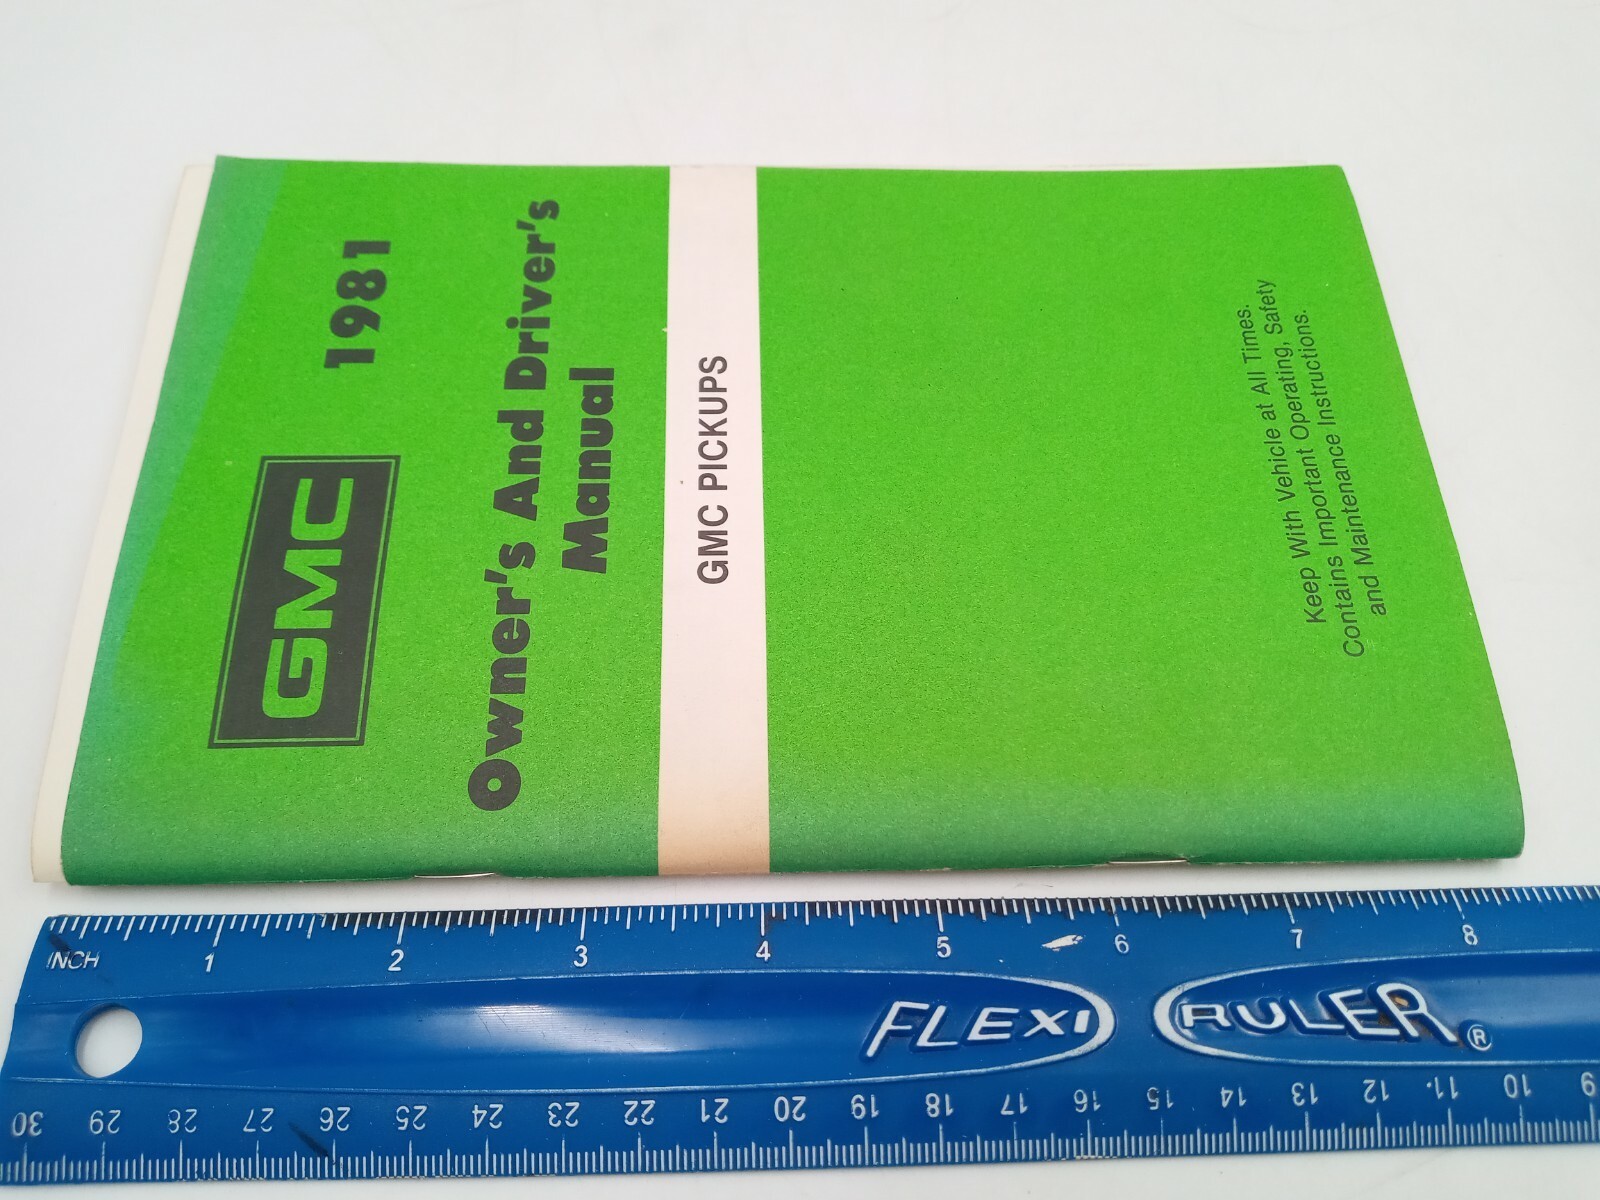 GMC 1981
Owner's And Driver's
Manual
GMC PICKUPS
Keep With Vehicle at All Times.
Contains Important Operating, Safety
and Maintenance Instructions.
INCH 1 2 3 4 5 6 7 8
FLEXI RULER®
30 29 28 27 26 25 24 23 22 21 20 19 18 17 16 15 14 13 12 11 10 9